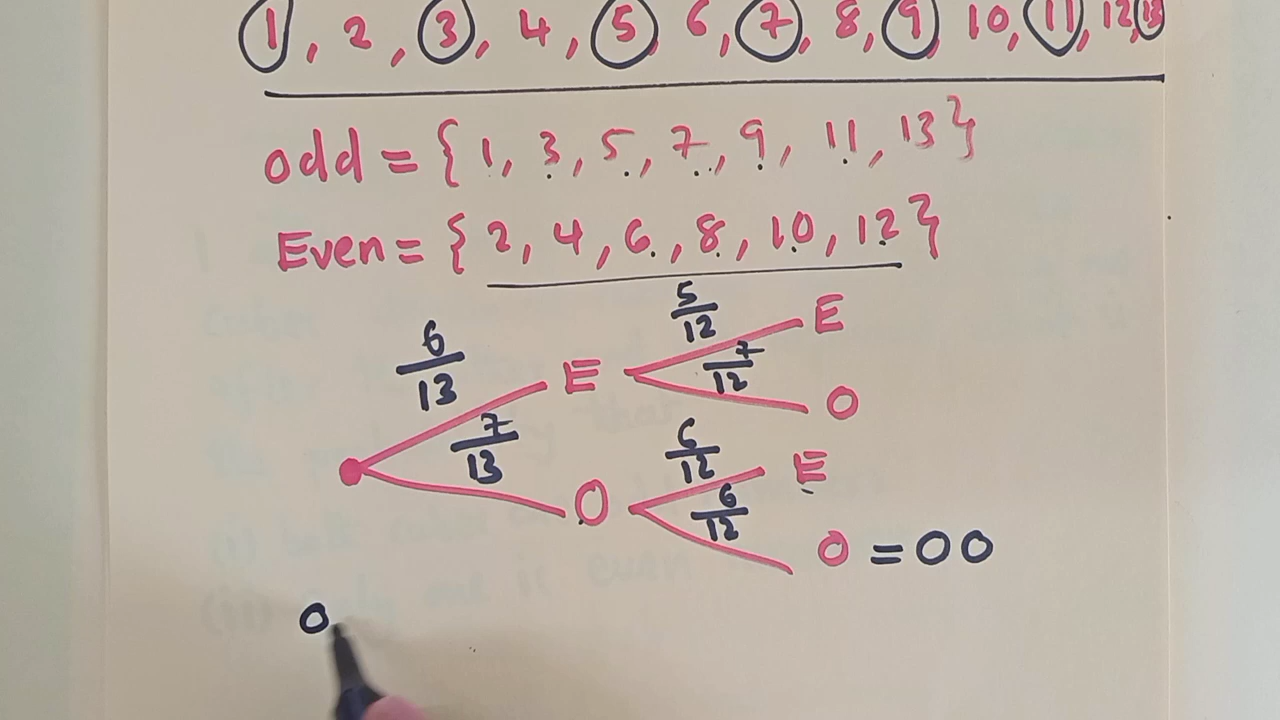 1, 2, 3, 4, 5, 6, 7, 8, 9, 10, 11, 12, 13
odd = {1, 3, 5, 7, 9, 11, 13}
Even = {2, 4, 6, 8, 10, 12}
5/12 E
6/13 E 7/12 O
7/13 O 6/12 E
6/12 O = OO
O